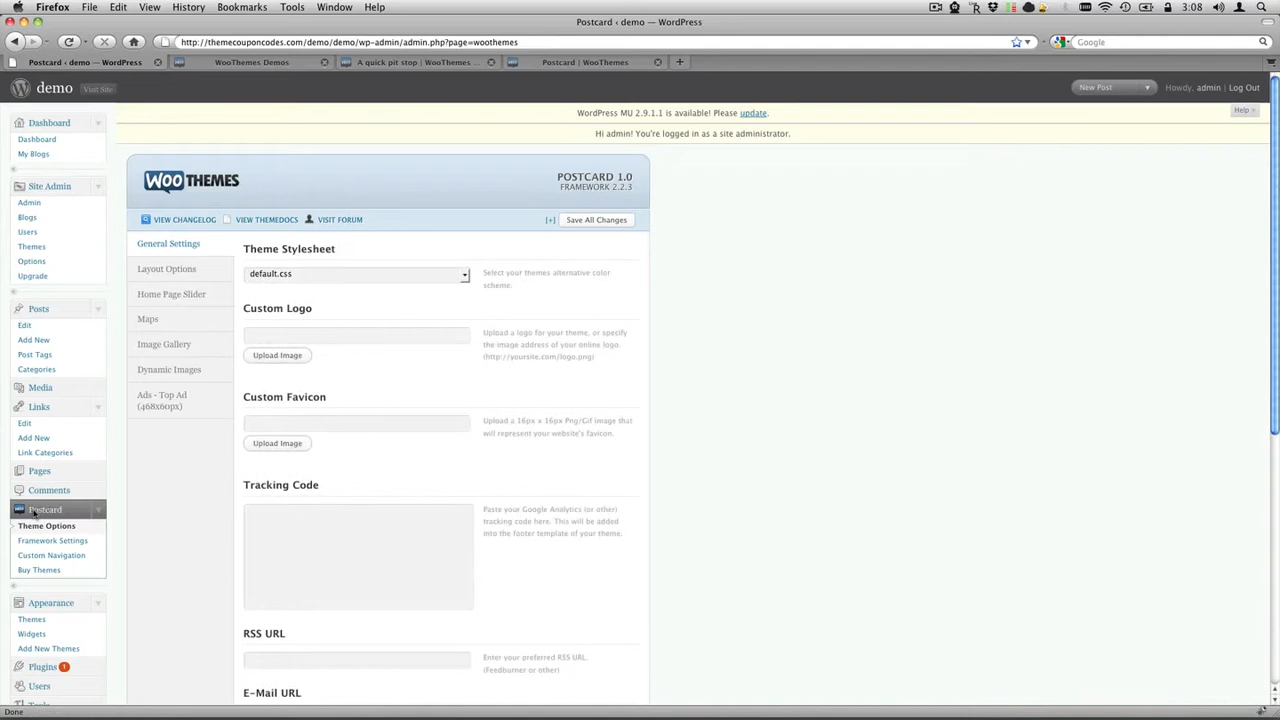 Firefox File Edit View History Bookmarks Tools Window Help 3:08
Postcard ‹ demo — WordPress
http://themecouponcodes.com/demo/demo/wp-admin/admin.php?page=woothemes
Google
Postcard ‹ demo — WordPress
WooThemes Demos
A quick pit stop | WooThemes ...
Postcard | WooThemes
demo Visit Site
New Post
Howdy, admin | Log Out
WordPress MU 2.9.1.1 is available! Please update.
Help
Hi admin! You're logged in as a site administrator.
Dashboard
Dashboard
My Blogs
Site Admin
Admin
Blogs
Users
Themes
Options
Upgrade
Posts
Edit
Add New
Post Tags
Categories
Media
Links
Edit
Add New
Link Categories
Pages
Comments
Postcard
Theme Options
Framework Settings
Custom Navigation
Buy Themes
Appearance
Themes
Widgets
Add New Themes
Plugins 1
Users
Tools
WOOTHEMES
POSTCARD 1.0
FRAMEWORK 2.2.3
VIEW CHANGELOG VIEW THEMEDOCS VISIT FORUM
[+] Save All Changes
General Settings
Layout Options
Home Page Slider
Maps
Image Gallery
Dynamic Images
Ads - Top Ad
(468x60px)
Theme Stylesheet
default.css
Select your themes alternative color
scheme.
Custom Logo
Upload Image
Upload a logo for your theme, or specify
the image address of your online logo.
(http://yoursite.com/logo.png)
Custom Favicon
Upload Image
Upload a 16px x 16px Png/Gif image that
will represent your website's favicon.
Tracking Code
Paste your Google Analytics (or other)
tracking code here. This will be added
into the footer template of your theme.
RSS URL
Enter your preferred RSS URL.
(Feedburner or other)
E-Mail URL
Done